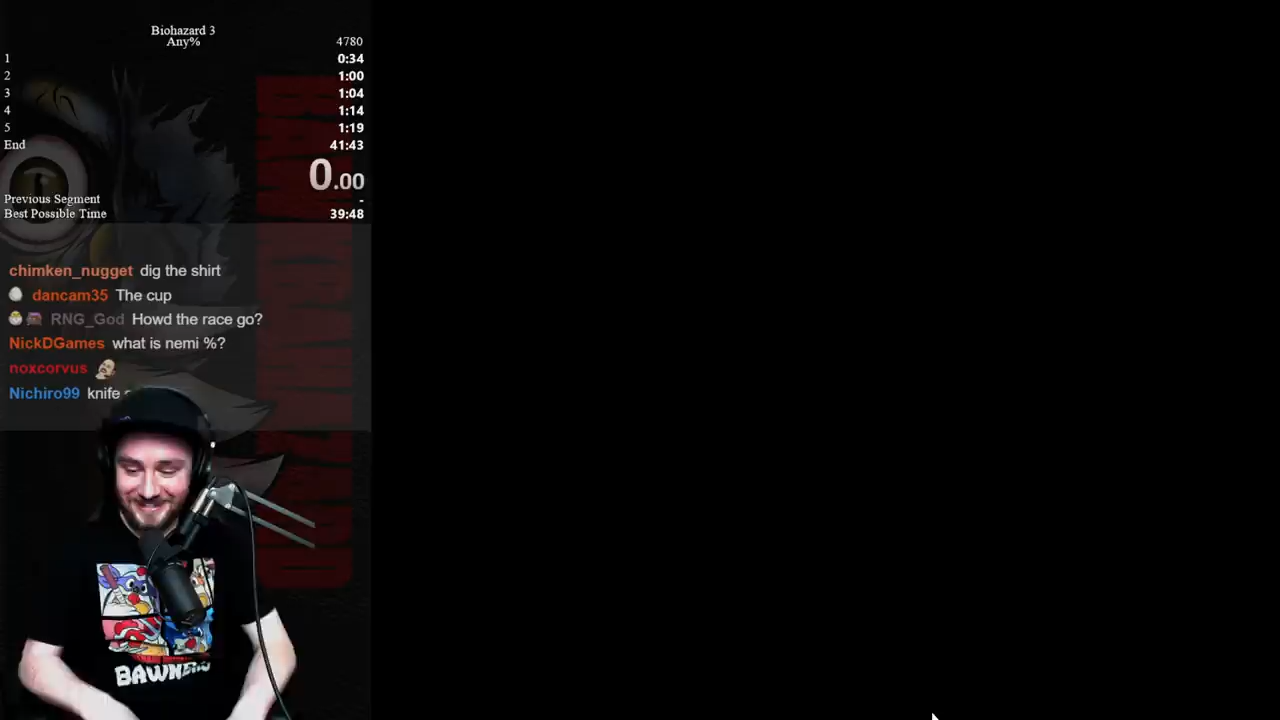 Biohazard 3
Any%
4780
1 0:34
2 1:00
3 1:04
4 1:14
5 1:19
End 41:43
0.00
Previous Segment -
Best Possible Time 39:48
chimken_nugget dig the shirt
dancam35 The cup
RNG_God Howd the race go?
NickDGames what is nemi %?
noxcorvus
Nichiro99 knife